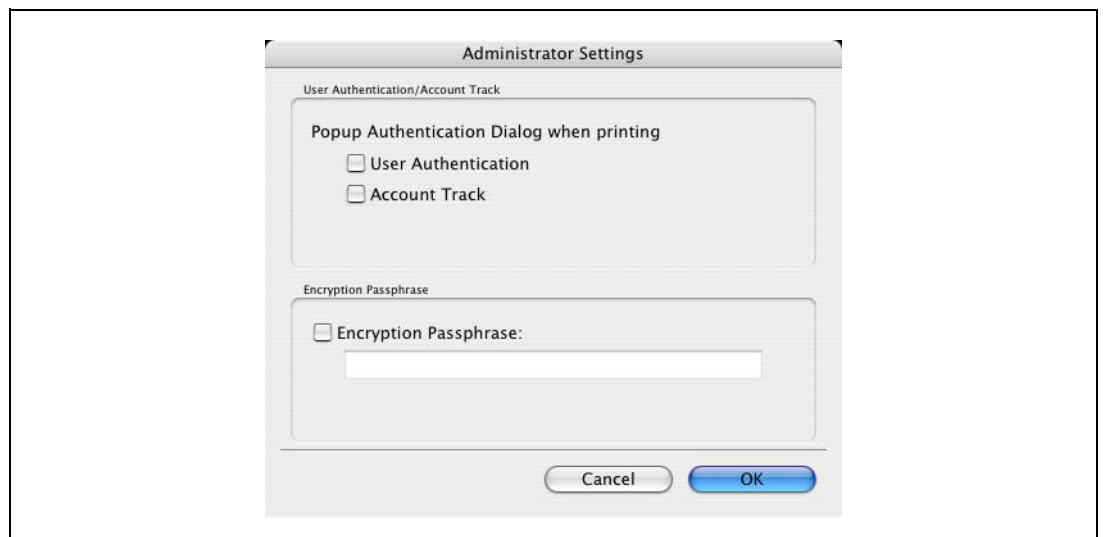 Administrator Settings
User Authentication/Account Track
Popup Authentication Dialog when printing
User Authentication
Account Track
Encryption Passphrase
Encryption Passphrase:
Cancel
OK